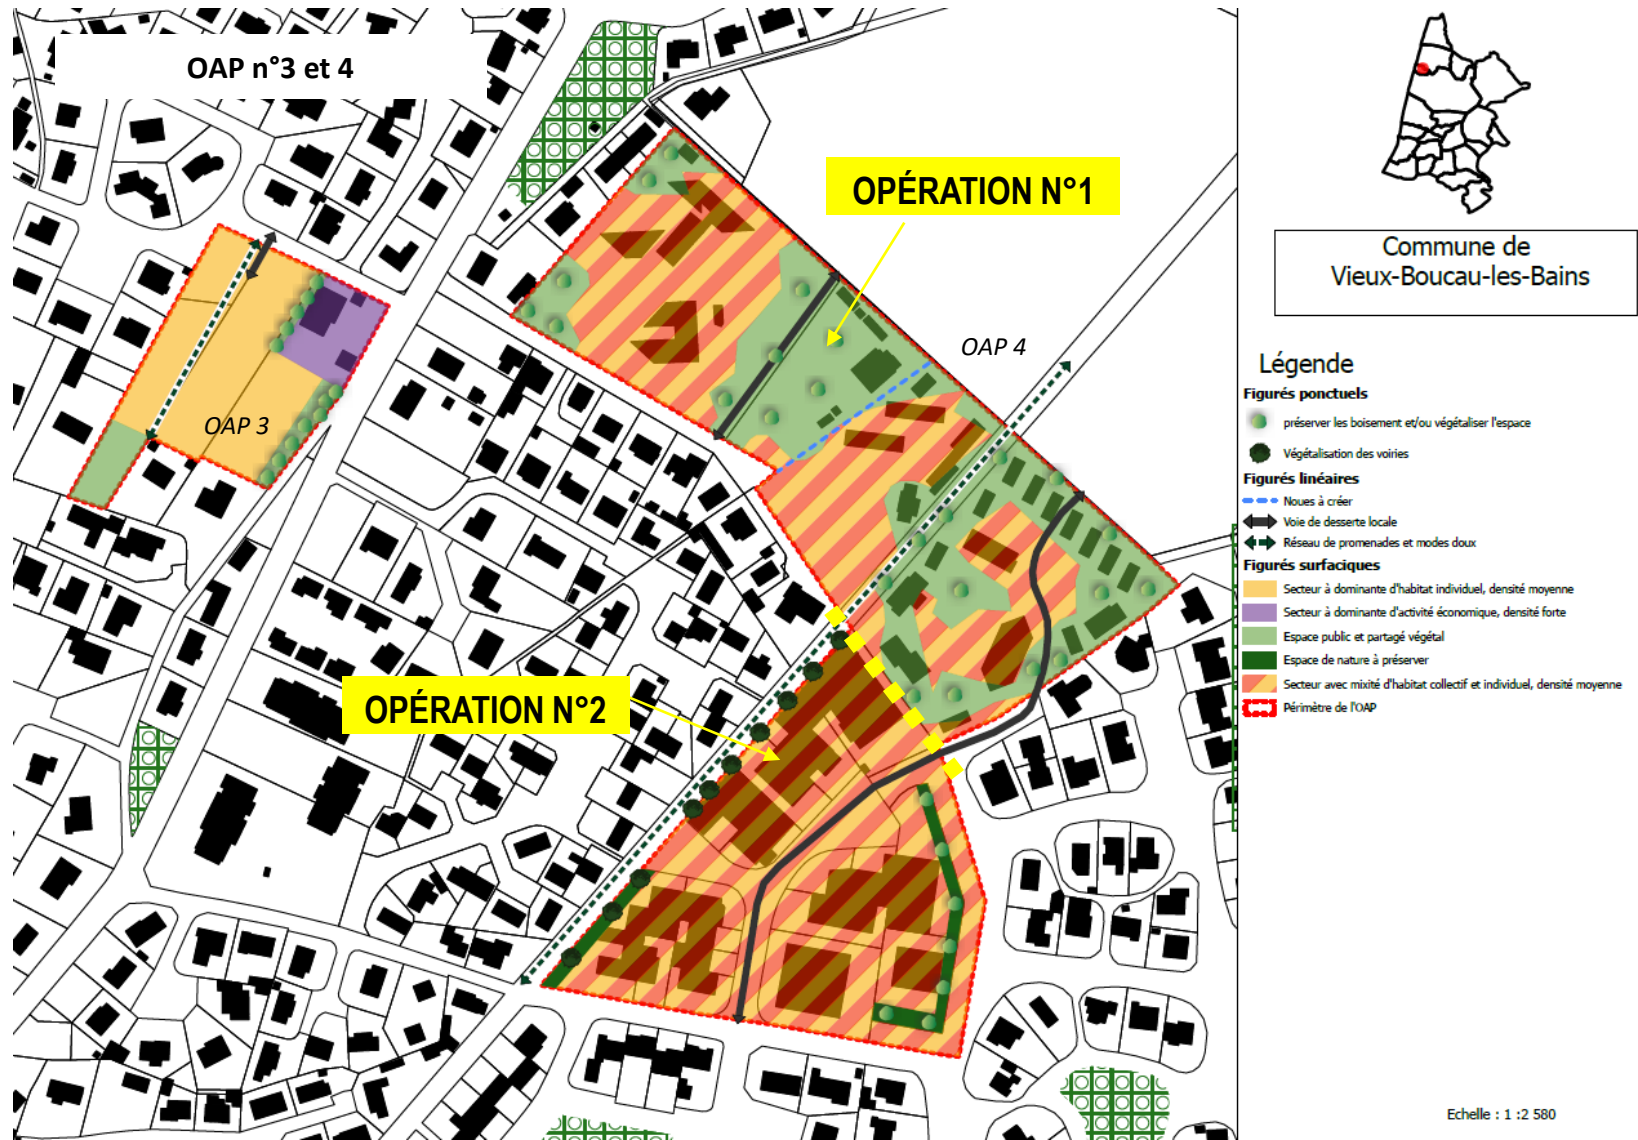 OAP n°3 et 4
OPÉRATION N°1
OAP 4
OAP 3
OPÉRATION N°2
Commune de
Vieux-Boucau-les-Bains
Légende
Figurés ponctuels
préserver les boisement et/ou végétaliser l'espace
Végétalisation des voiries
Figurés linéaires
Noues à créer
Voie de desserte locale
Réseau de promenades et modes doux
Figurés surfaciques
Secteur à dominante d'habitat individuel, densité moyenne
Secteur à dominante d'activité économique, densité forte
Espace public et partagé végétal
Espace de nature à préserver
Secteur avec mixité d'habitat collectif et individuel, densité moyenne
Périmètre de l'OAP
Echelle : 1 :2 580